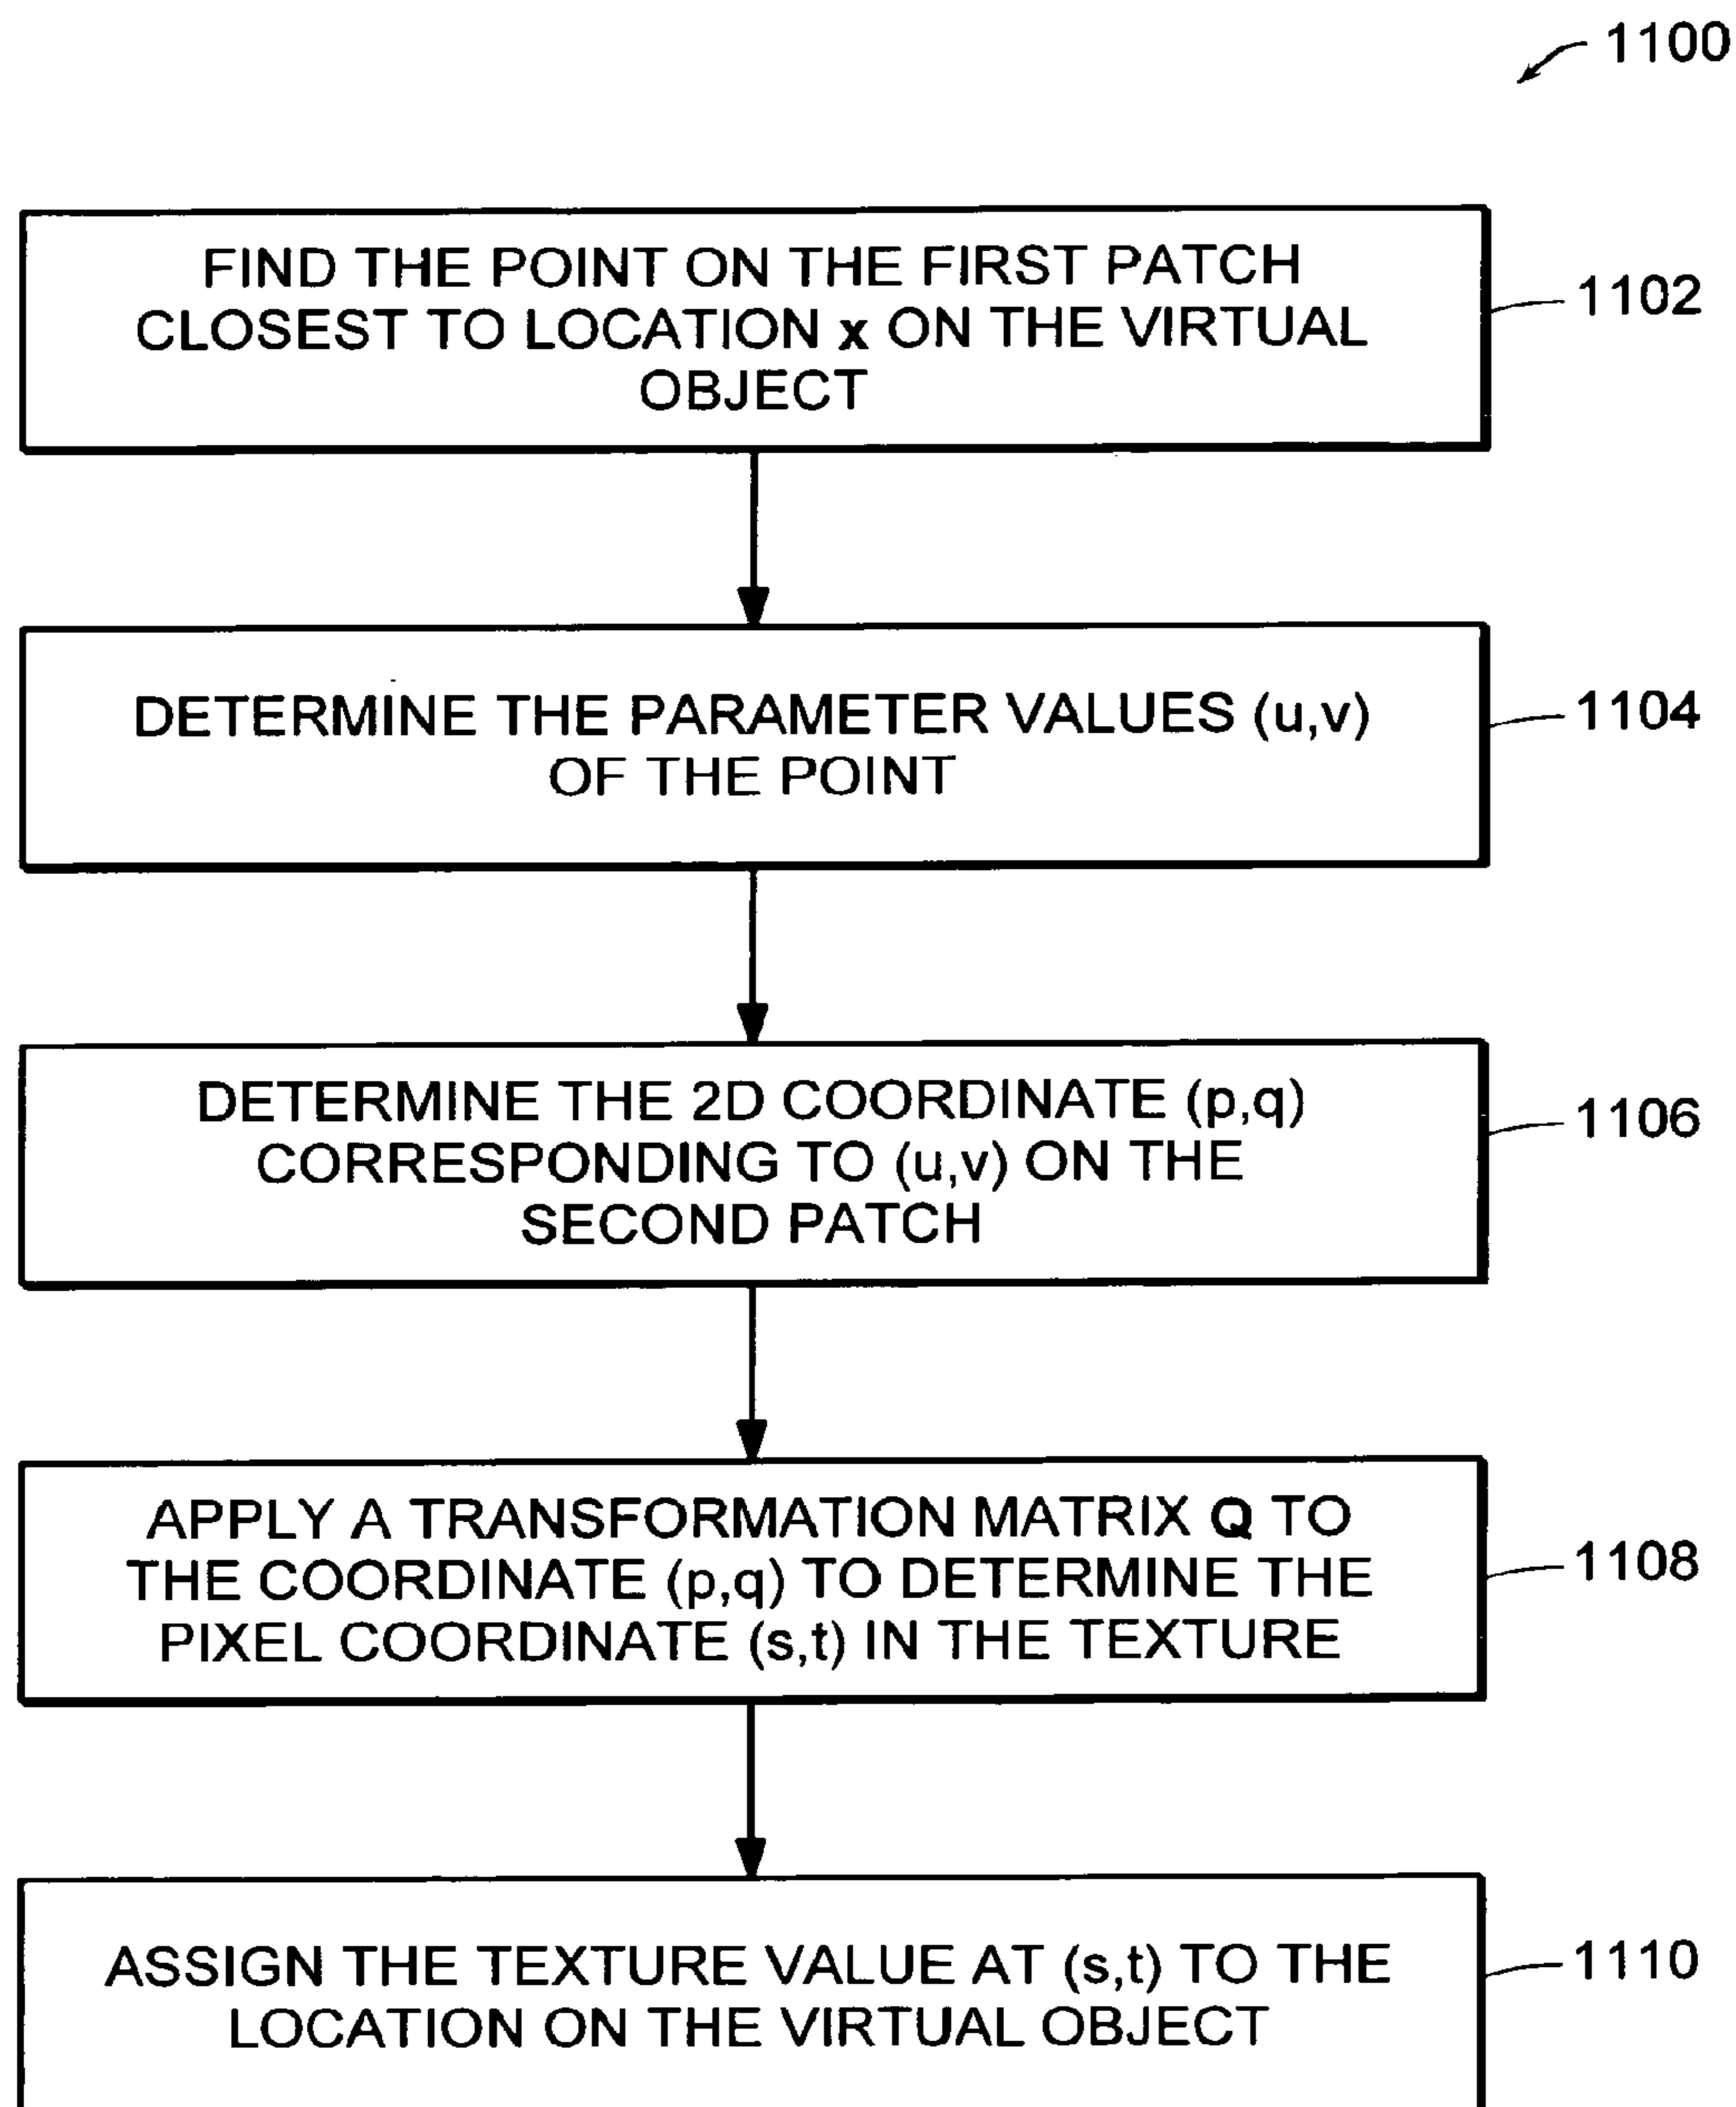 1100
FIND THE POINT ON THE FIRST PATCH
CLOSEST TO LOCATION x ON THE VIRTUAL
OBJECT
1102
DETERMINE THE PARAMETER VALUES (u,v)
OF THE POINT
1104
DETERMINE THE 2D COORDINATE (p,q)
CORRESPONDING TO (u,v) ON THE
SECOND PATCH
1106
APPLY A TRANSFORMATION MATRIX Q TO
THE COORDINATE (p,q) TO DETERMINE THE
PIXEL COORDINATE (s,t) IN THE TEXTURE
1108
ASSIGN THE TEXTURE VALUE AT (s,t) TO THE
LOCATION ON THE VIRTUAL OBJECT
1110